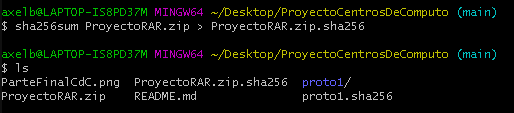 axelb@LAPTOP-IS8PD37M MINGW64 ~/Desktop/ProyectoCentrosDeComputo (main)
$ sha256sum ProyectoRAR.zip > ProyectoRAR.zip.sha256
axelb@LAPTOP-IS8PD37M MINGW64 ~/Desktop/ProyectoCentrosDeComputo (main)
$ ls
ParteFinalCdC.png  ProyectoRAR.zip.sha256  proto1/
ProyectoRAR.zip    README.md               proto1.sha256